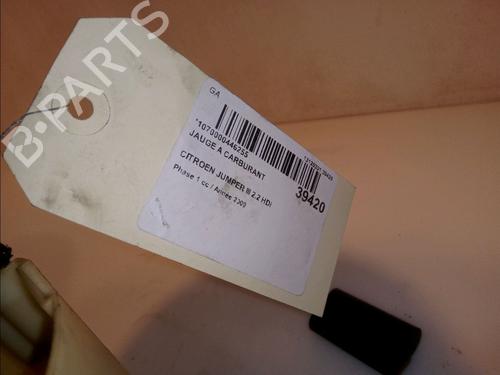 B-PARTS
GA
*1070000446255
JAUGE A CARBURANT
CITROEN JUMPER III 2.2 HDi
Phase 1 cc / Année 2009
39420